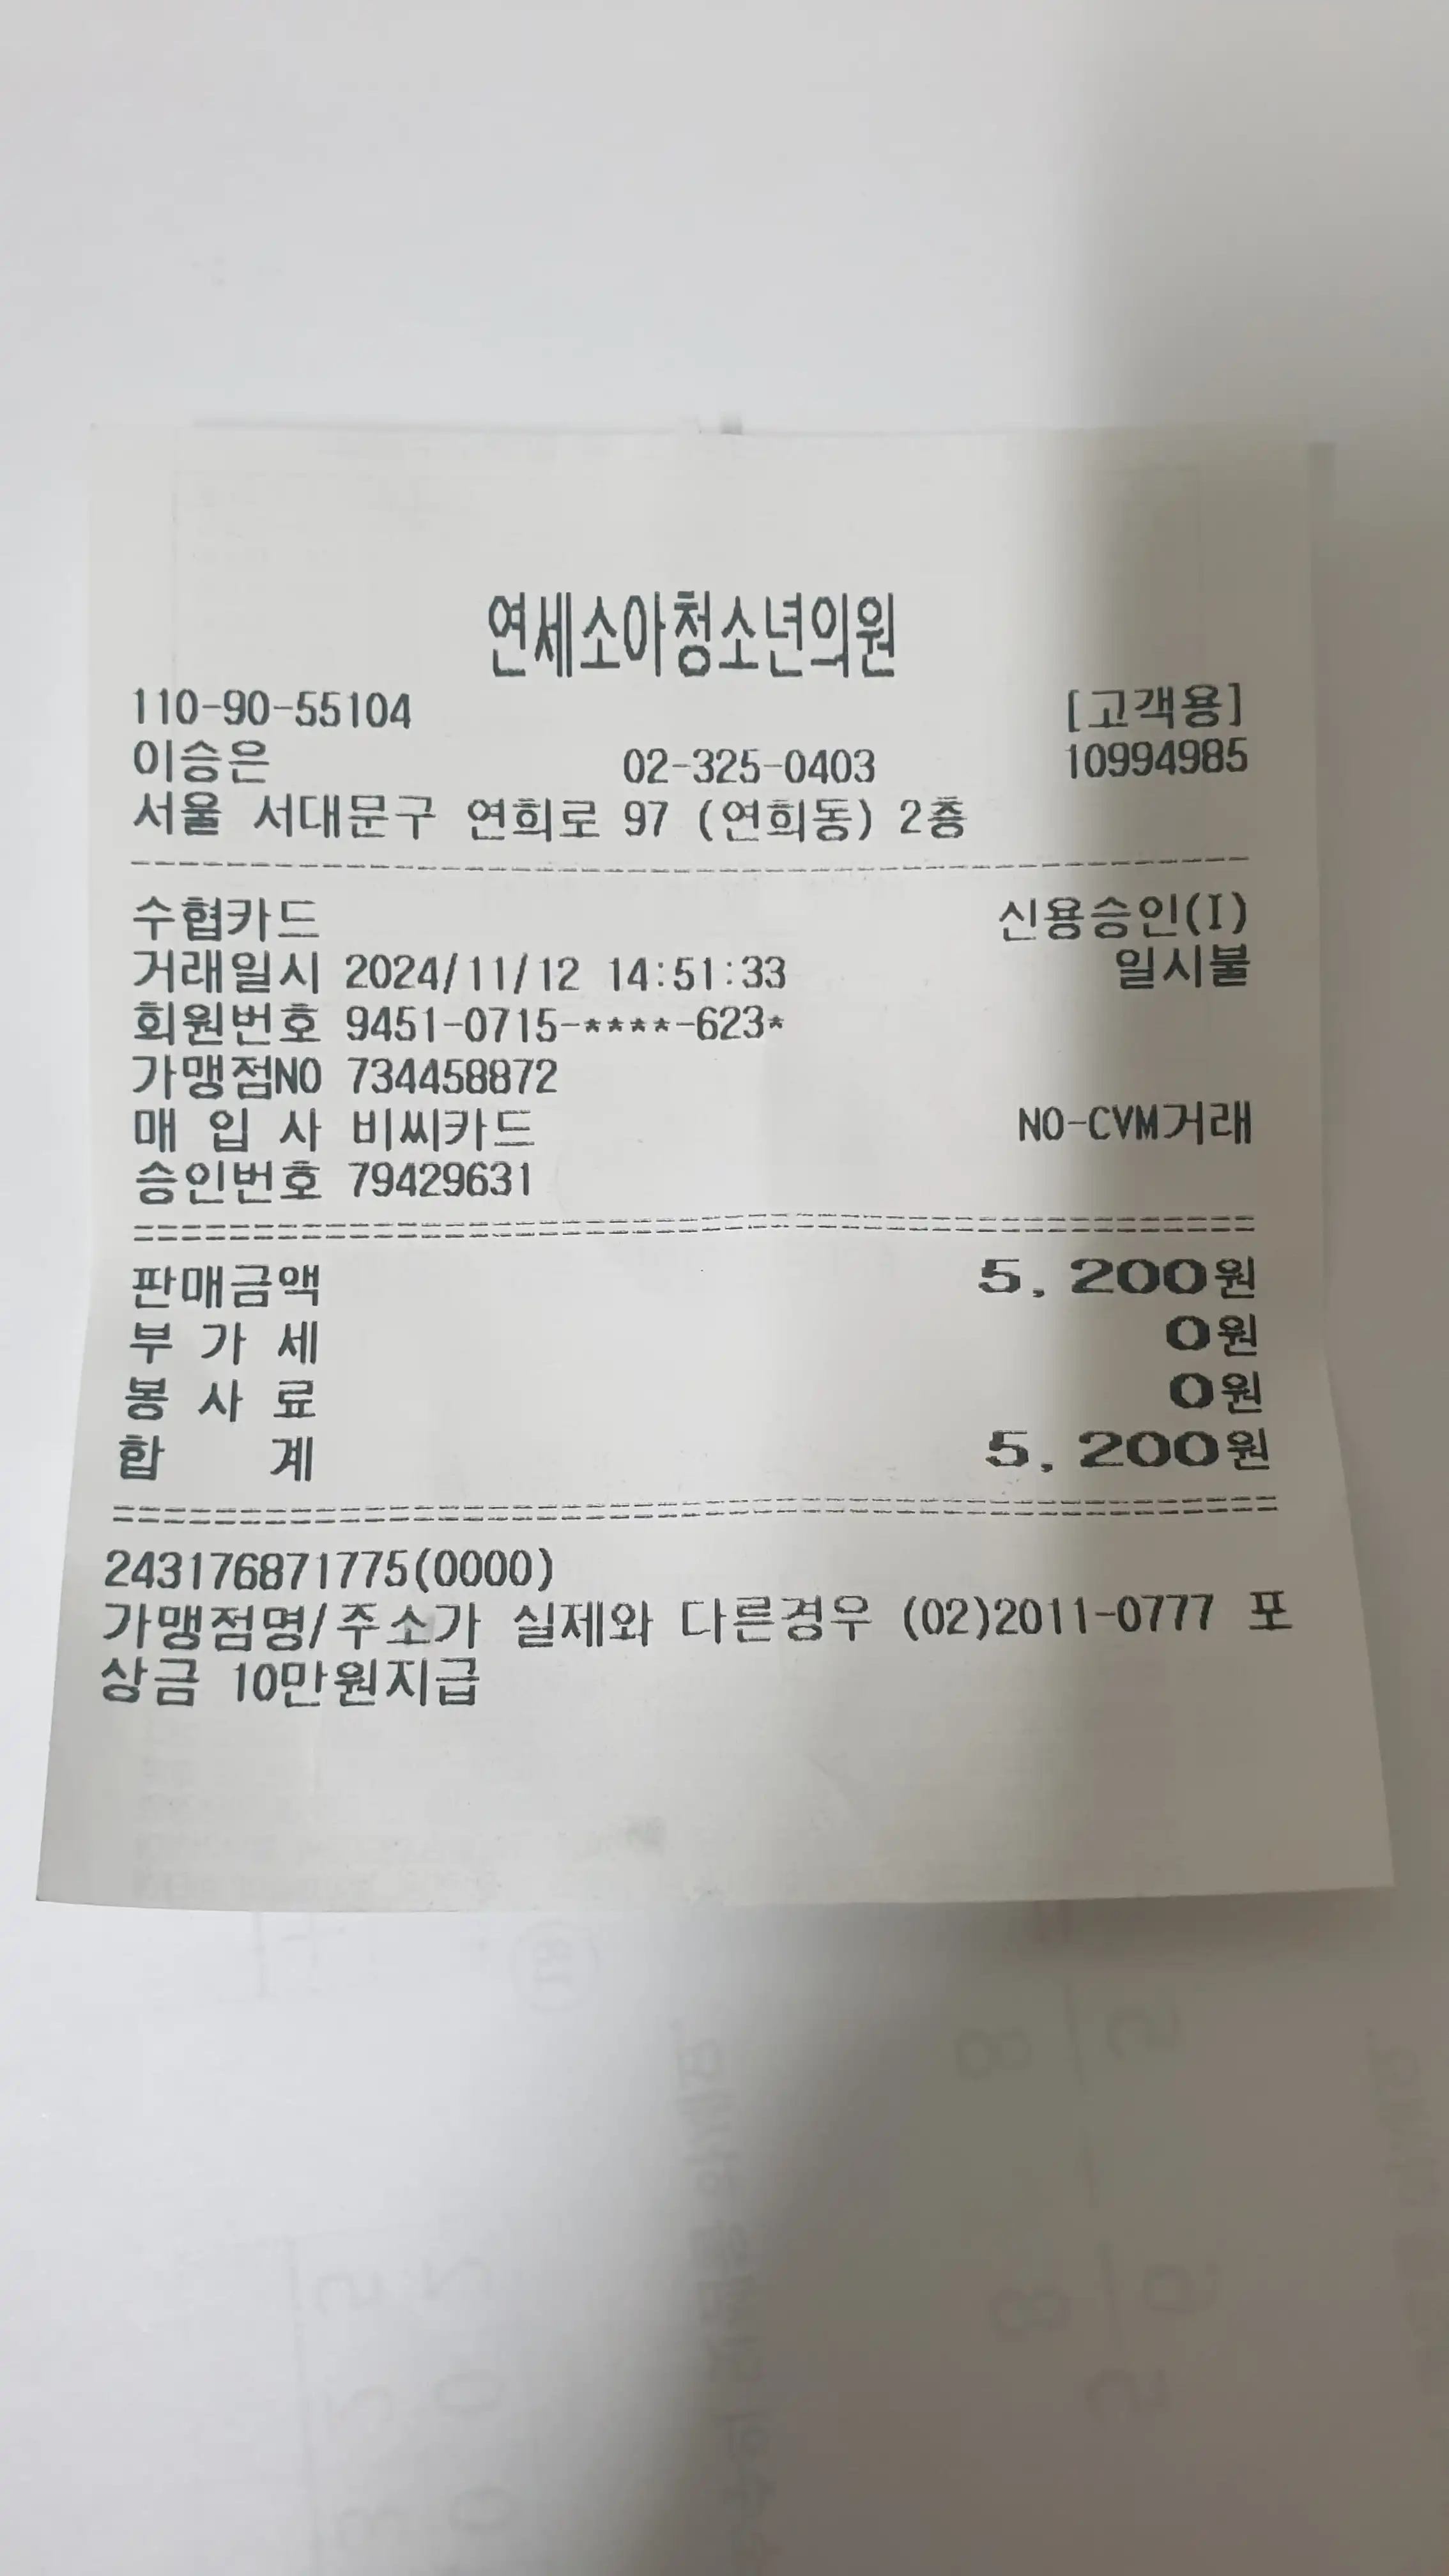 연세소아청소년의원
110-90-55104 [고객용]
이승은 02-325-0403 10994985
서울 서대문구 연희로 97 (연희동) 2층
수협카드 신용승인(I)
거래일시 2024/11/12 14:51:33 일시불
회원번호 9451-0715-****-623*
가맹점NO 734458872
매 입 사 비씨카드 NO-CVM거래
승인번호 79429631
판매금액 5,200원
부 가 세 0원
봉 사 료 0원
합 계 5,200원
243176871775(0000)
가맹점명/주소가 실제와 다른경우 (02)2011-0777 포
상금 10만원지급